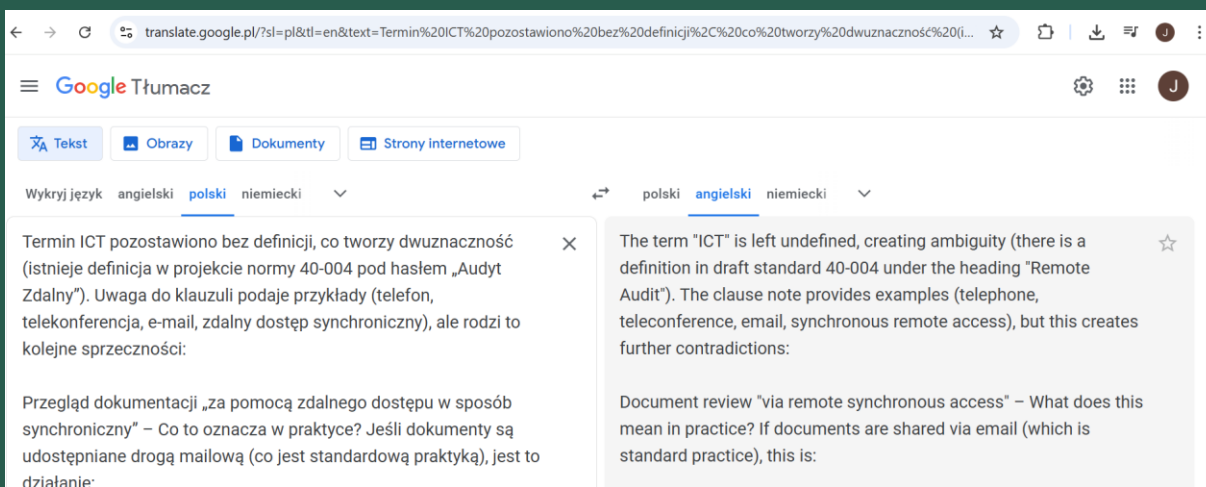 translate.google.pl/?sl=pl&tl=en&text=Termin%20ICT%20pozostawiono%20bez%20definicji%2C%20co%20tworzy%20dwuznaczność%20(i...
J
Google Tłumacz
J
Tekst
Obrazy
Dokumenty
Strony internetowe
Wykryj język angielski polski niemiecki
polski angielski niemiecki
Termin ICT pozostawiono bez definicji, co tworzy dwuznaczność
(istnieje definicja w projekcie normy 40-004 pod hasłem „Audyt
Zdalny”). Uwaga do klauzuli podaje przykłady (telefon,
telekonferencja, e-mail, zdalny dostęp synchroniczny), ale rodzi to
kolejne sprzeczności:
Przegląd dokumentacji „za pomocą zdalnego dostępu w sposób
synchroniczny” – Co to oznacza w praktyce? Jeśli dokumenty są
udostępniane drogą mailową (co jest standardową praktyką), jest to
działanie:
The term "ICT" is left undefined, creating ambiguity (there is a
definition in draft standard 40-004 under the heading "Remote
Audit"). The clause note provides examples (telephone,
teleconference, email, synchronous remote access), but this creates
further contradictions:
Document review "via remote synchronous access" – What does this
mean in practice? If documents are shared via email (which is
standard practice), this is: